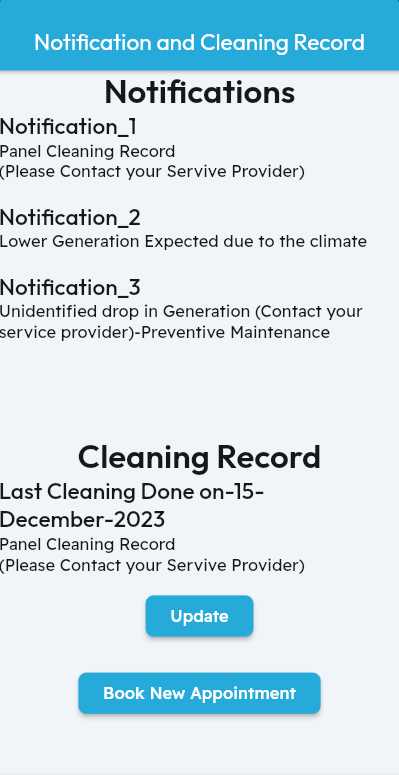 Notification and Cleaning Record
Notifications
Notification_1
Panel Cleaning Record
(Please Contact your Servive Provider)
Notification_2
Lower Generation Expected due to the climate
Notification_3
Unidentified drop in Generation (Contact your
service provider)-Preventive Maintenance
Cleaning Record
Last Cleaning Done on-15-
December-2023
Panel Cleaning Record
(Please Contact your Servive Provider)
Update
Book New Appointment